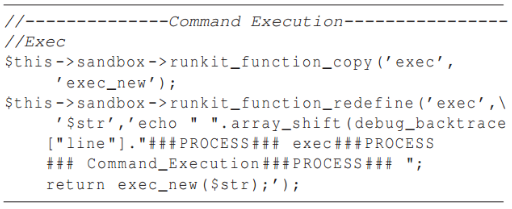 //--------------Command Execution----------------
//Exec
$this->sandbox->runkit_function_copy('exec',
'exec_new');
$this->sandbox->runkit_function_redefine('exec',\
'$str','echo " ".array_shift(debug_backtrace
["line"]."###PROCESS### exec###PROCESS
### Command_Execution###PROCESS### ";
return exec_new($str);');